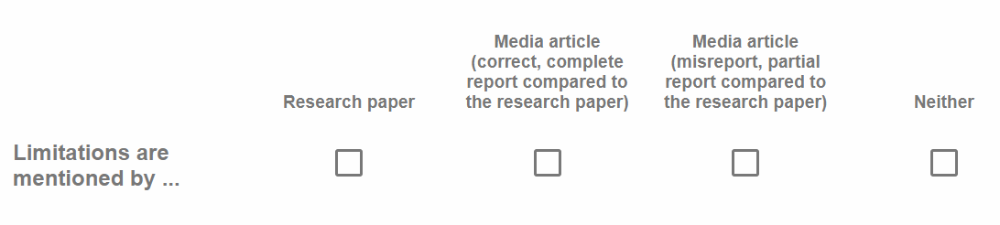 Research paper
Media article
(correct, complete
report compared to
the research paper)
Media article
(misreport, partial
report compared to
the research paper)
Neither
Limitations are
mentioned by ...